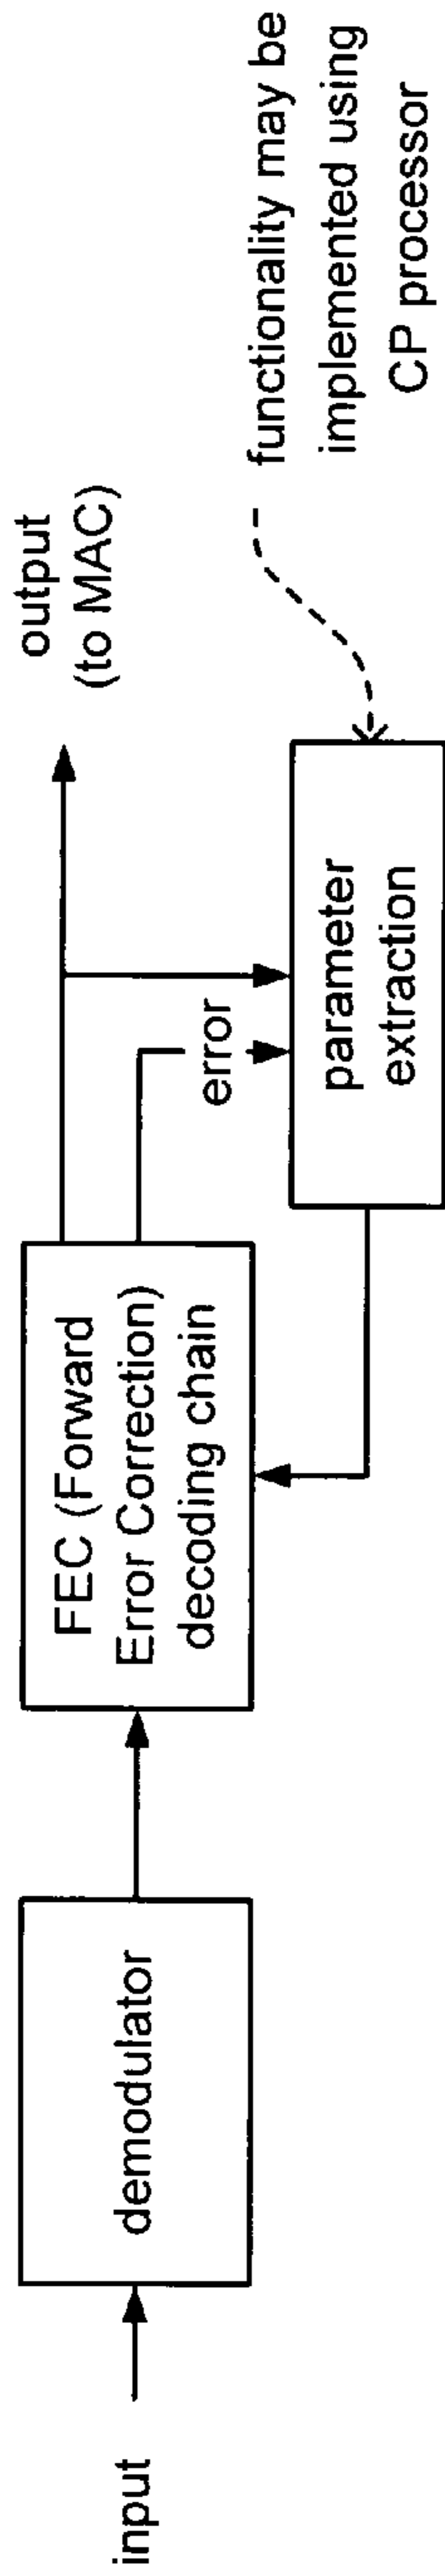 input
demodulator
FEC (Forward
Error Correction)
decoding chain
error
output
(to MAC)
parameter
extraction
functionality may be
implemented using
CP processor